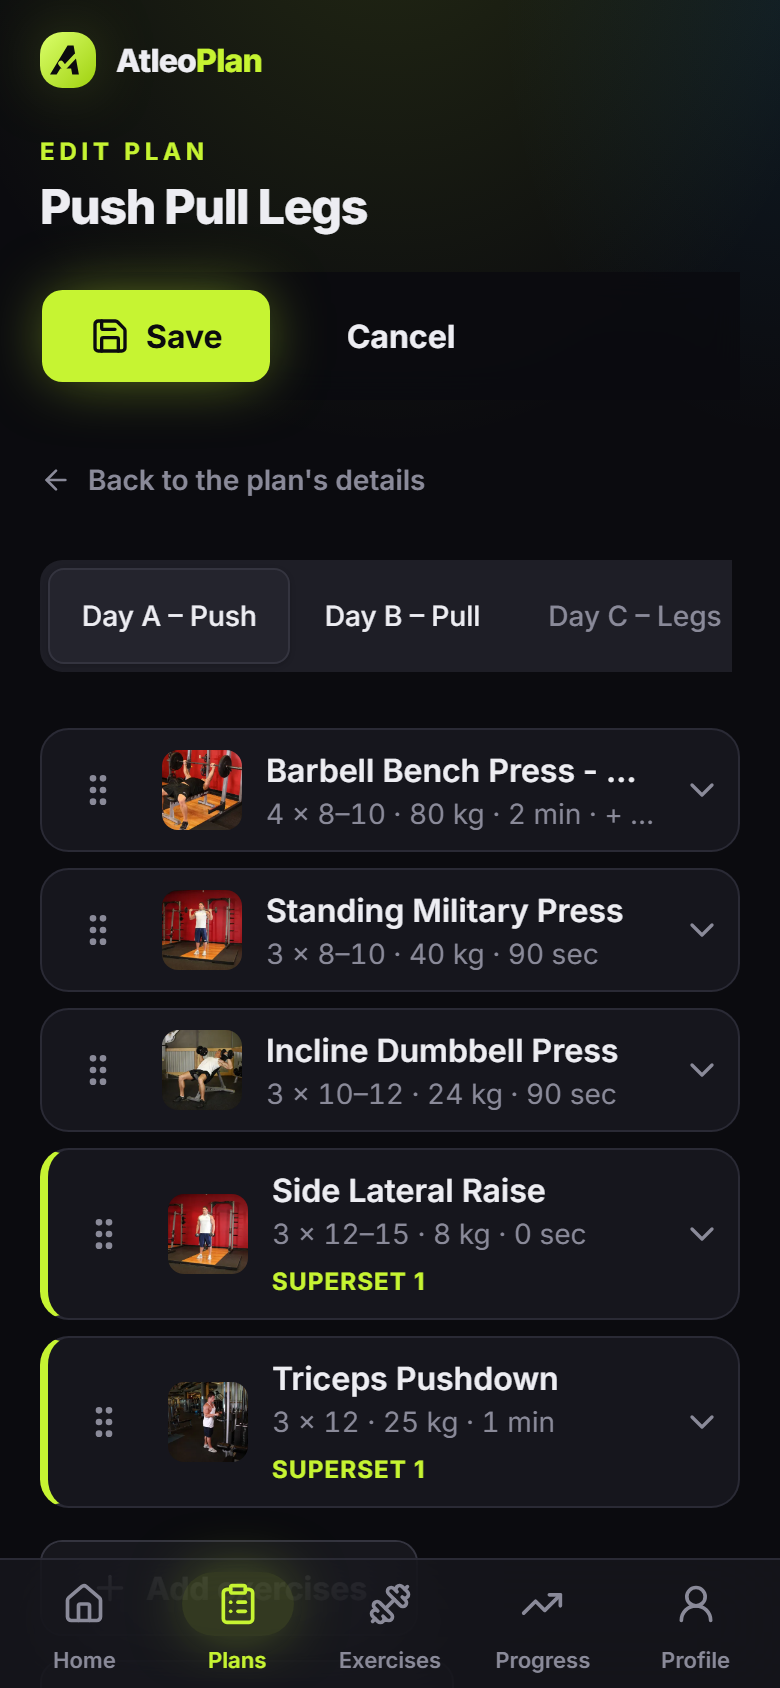 AtleoPlan
EDIT PLAN
Push Pull Legs
Save
Cancel
Back to the plan's details
Day A – Push
Day B – Pull
Day C – Legs
Barbell Bench Press - ...
4 × 8–10 · 80 kg · 2 min · + ...
Standing Military Press
3 × 8–10 · 40 kg · 90 sec
Incline Dumbbell Press
3 × 10–12 · 24 kg · 90 sec
Side Lateral Raise
3 × 12–15 · 8 kg · 0 sec
SUPERSET 1
Triceps Pushdown
3 × 12 · 25 kg · 1 min
SUPERSET 1
Add exercises
Home
Plans
Exercises
Progress
Profile